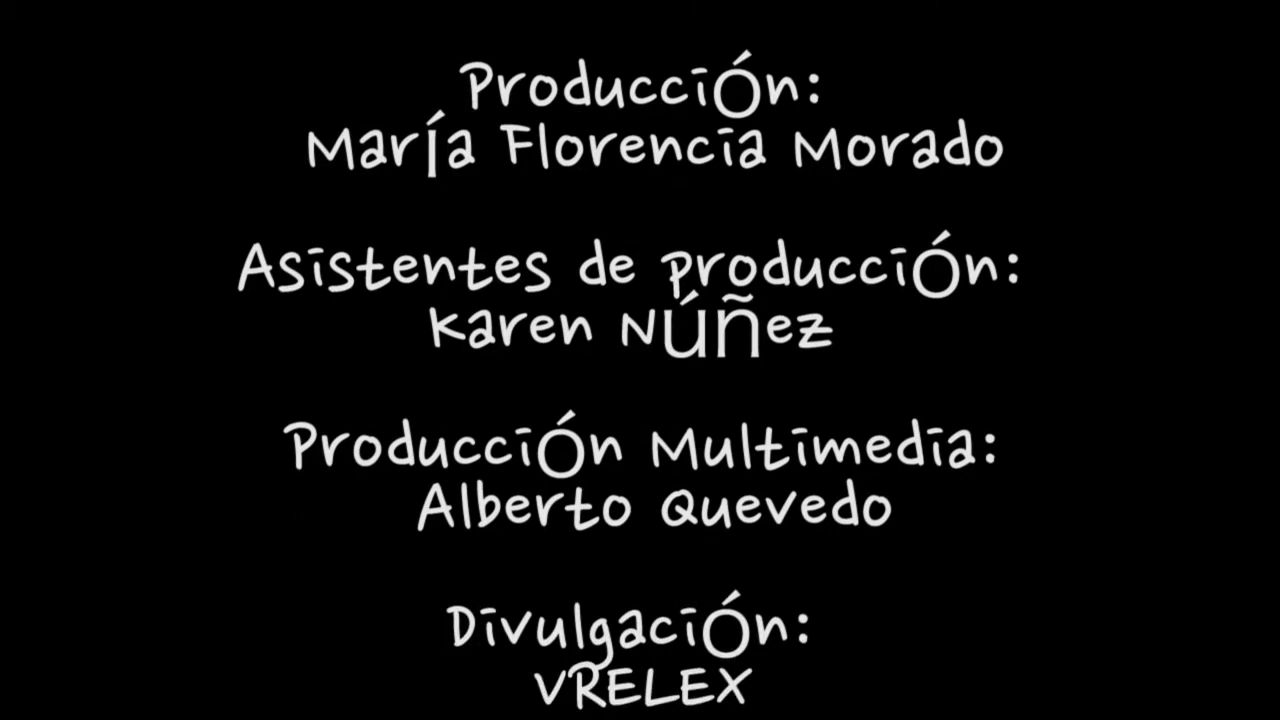 Producción:
María Florencia Morado
Asistentes de producción:
Karen Núñez
Producción Multimedia:
Alberto Quevedo
Divulgación:
VRELEX